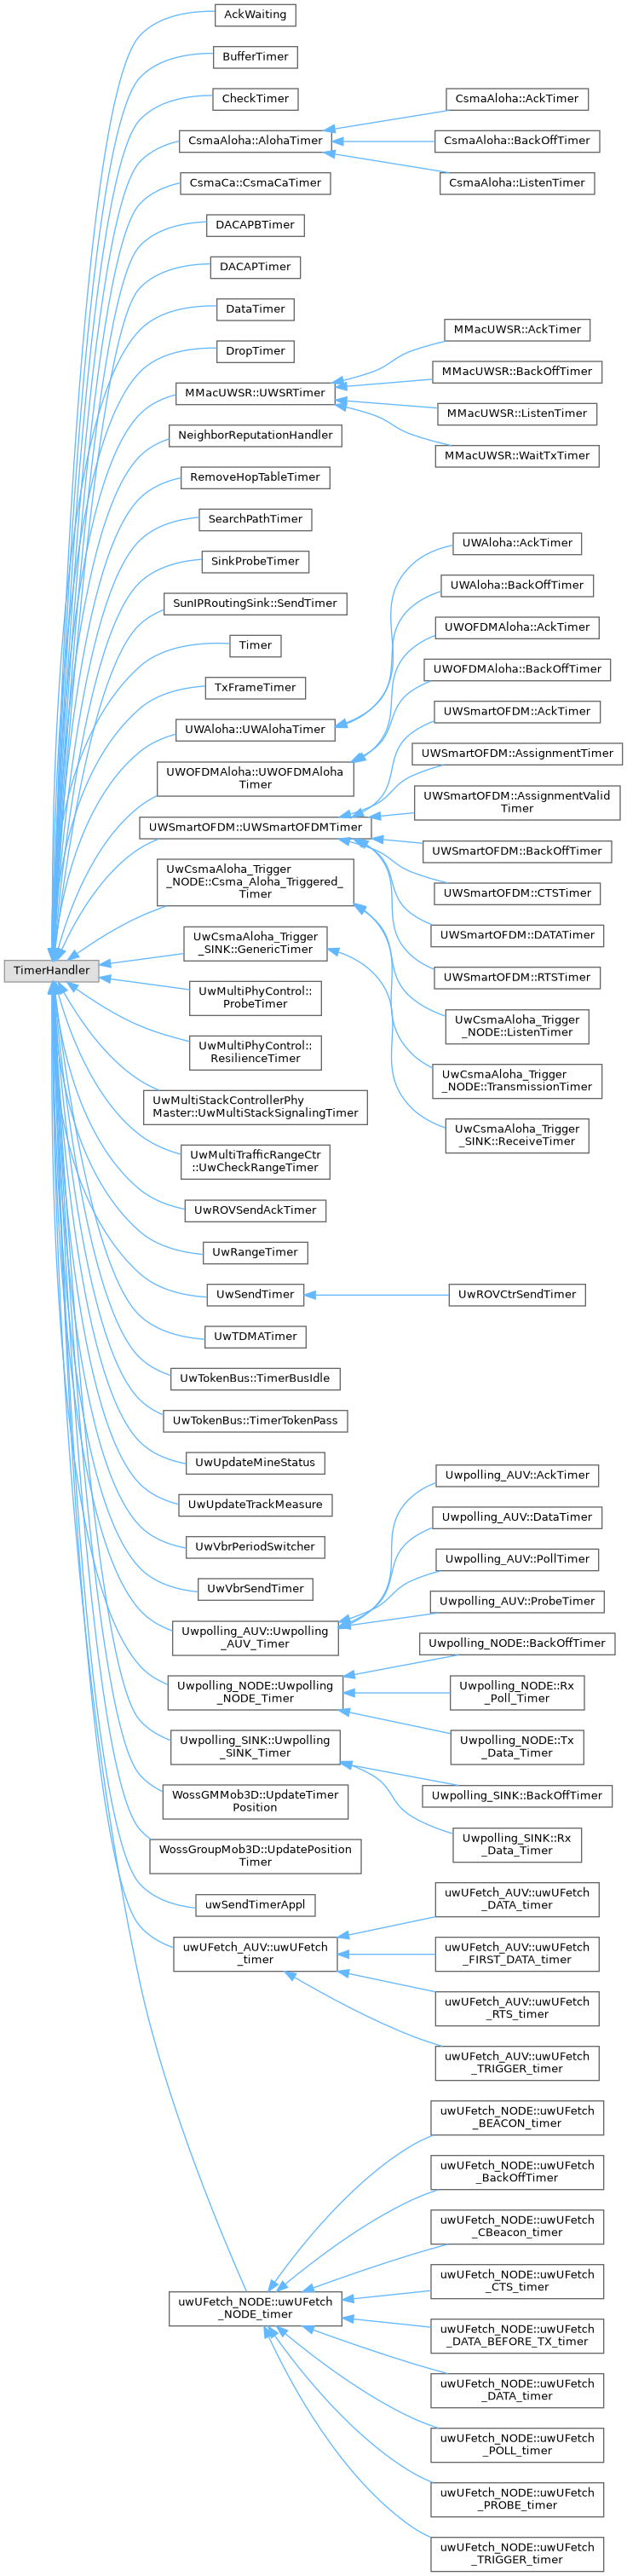 AckWaiting
BufferTimer
CheckTimer
CsmaAloha::AckTimer
CsmaAloha::AlohaTimer
CsmaAloha::BackOffTimer
CsmaCa::CsmaCaTimer
CsmaAloha::ListenTimer
DACAPBTimer
DACAPTimer
DataTimer
MMacUWSR::AckTimer
DropTimer
MMacUWSR::BackOffTimer
MMacUWSR::UWSRTimer
MMacUWSR::ListenTimer
NeighborReputationHandler
MMacUWSR::WaitTxTimer
RemoveHopTableTimer
SearchPathTimer
UWAloha::AckTimer
SinkProbeTimer
UWAloha::BackOffTimer
SunIPRoutingSink::SendTimer
UWOFDMAloha::AckTimer
Timer
UWOFDMAloha::BackOffTimer
TxFrameTimer
UWSmartOFDM::AckTimer
UWAloha::UWAlohaTimer
UWSmartOFDM::AssignmentTimer
UWOFDMAloha::UWOFDMAloha
Timer
UWSmartOFDM::AssignmentValid
Timer
UWSmartOFDM::UWSmartOFDMTimer
UWSmartOFDM::BackOffTimer
UwCsmaAloha_Trigger
_NODE::Csma_Aloha_Triggered_
Timer
UWSmartOFDM::CTSTimer
UWSmartOFDM::DATATimer
UwCsmaAloha_Trigger
_SINK::GenericTimer
TimerHandler
UWSmartOFDM::RTSTimer
UwMultiPhyControl::
ProbeTimer
UwCsmaAloha_Trigger
_NODE::ListenTimer
UwMultiPhyControl::
ResilienceTimer
UwCsmaAloha_Trigger
_NODE::TransmissionTimer
UwMultiStackControllerPhy
Master::UwMultiStackSignalingTimer
UwCsmaAloha_Trigger
_SINK::ReceiveTimer
UwMultiTrafficRangeCtr
::UwCheckRangeTimer
UwROVSendAckTimer
UwRangeTimer
UwSendTimer
UwROVCtrSendTimer
UwTDMATimer
UwTokenBus::TimerBusIdle
UwTokenBus::TimerTokenPass
UwUpdateMineStatus
Uwpolling_AUV::AckTimer
UwUpdateTrackMeasure
Uwpolling_AUV::DataTimer
UwVbrPeriodSwitcher
Uwpolling_AUV::PollTimer
UwVbrSendTimer
Uwpolling_AUV::ProbeTimer
Uwpolling_AUV::Uwpolling
_AUV_Timer
Uwpolling_NODE::BackOffTimer
Uwpolling_NODE::Uwpolling
_NODE_Timer
Uwpolling_NODE::Rx
_Poll_Timer
Uwpolling_SINK::Uwpolling
_SINK_Timer
Uwpolling_NODE::Tx
_Data_Timer
WossGMMob3D::UpdateTimer
Position
Uwpolling_SINK::BackOffTimer
WossGroupMob3D::UpdatePosition
Timer
Uwpolling_SINK::Rx
_Data_Timer
uwSendTimerAppl
uwUFetch_AUV::uwUFetch
_DATA_timer
uwUFetch_AUV::uwUFetch
_timer
uwUFetch_AUV::uwUFetch
_FIRST_DATA_timer
uwUFetch_AUV::uwUFetch
_RTS_timer
uwUFetch_AUV::uwUFetch
_TRIGGER_timer
uwUFetch_NODE::uwUFetch
_BEACON_timer
uwUFetch_NODE::uwUFetch
_BackOffTimer
uwUFetch_NODE::uwUFetch
_CBeacon_timer
uwUFetch_NODE::uwUFetch
_CTS_timer
uwUFetch_NODE::uwUFetch
_NODE_timer
uwUFetch_NODE::uwUFetch
_DATA_BEFORE_TX_timer
uwUFetch_NODE::uwUFetch
_DATA_timer
uwUFetch_NODE::uwUFetch
_POLL_timer
uwUFetch_NODE::uwUFetch
_PROBE_timer
uwUFetch_NODE::uwUFetch
_TRIGGER_timer